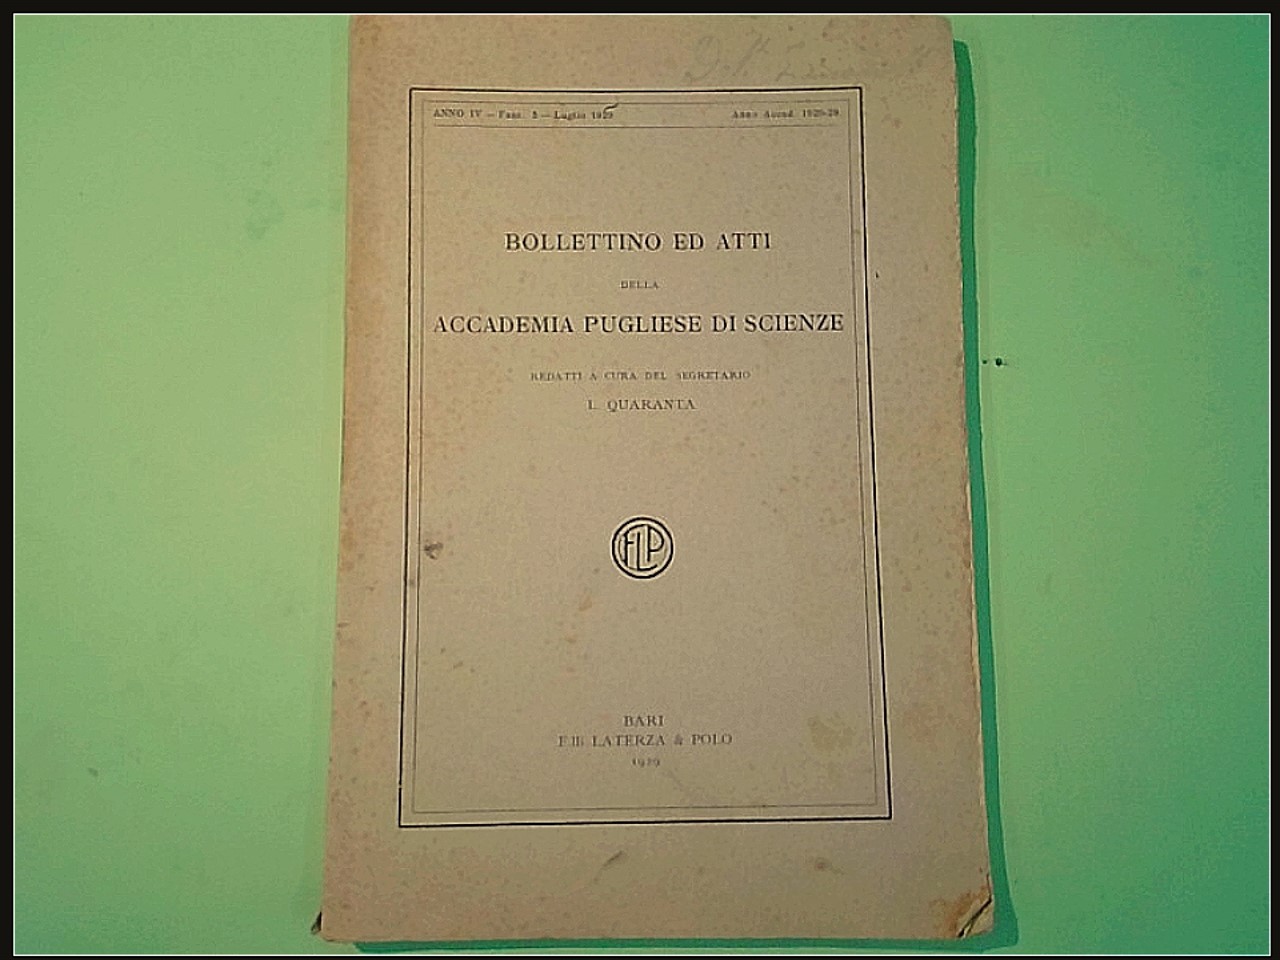 ANNO IV — Fasc. 2 — Luglio 1929
Anno Accad. 1928-29
BOLLETTINO ED ATTI
DELLA
ACCADEMIA PUGLIESE DI SCIENZE
REDATTI A CURA DEL SEGRETARIO
L. QUARANTA
FLP
BARI
F.lli LATERZA & POLO
1929